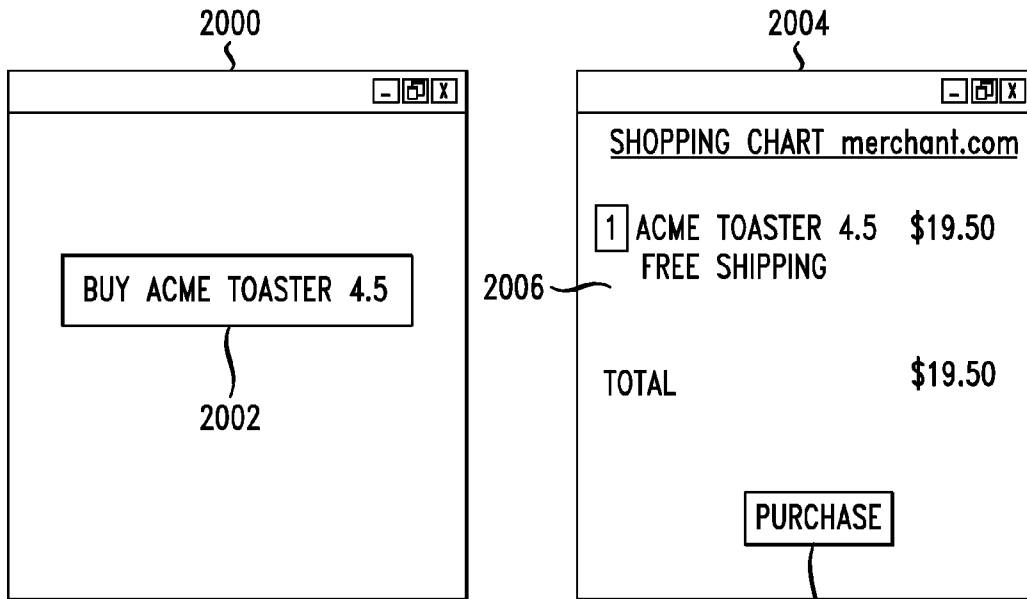 2000
BUY ACME TOASTER 4.5
2002
2004
SHOPPING CHART merchant.com
1 ACME TOASTER 4.5 $19.50
FREE SHIPPING
2006
TOTAL $19.50
PURCHASE